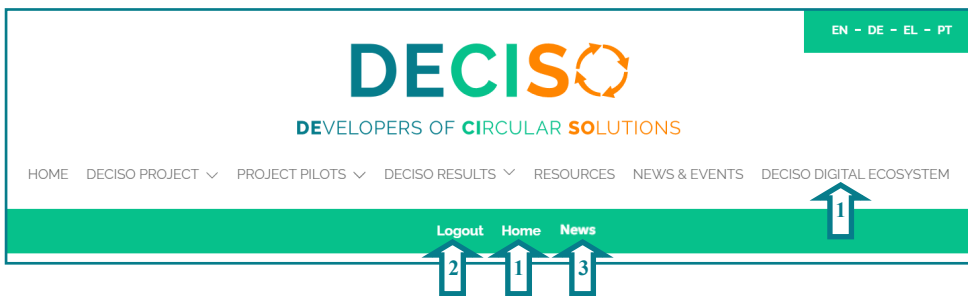 EN - DE - EL - PT
DECISO
DEVELOPERS OF CIRCULAR SOLUTIONS
HOME DECISO PROJECT PROJECT PILOTS DECISO RESULTS RESOURCES NEWS & EVENTS DECISO DIGITAL ECOSYSTEM
1
Logout Home News
2 1 3